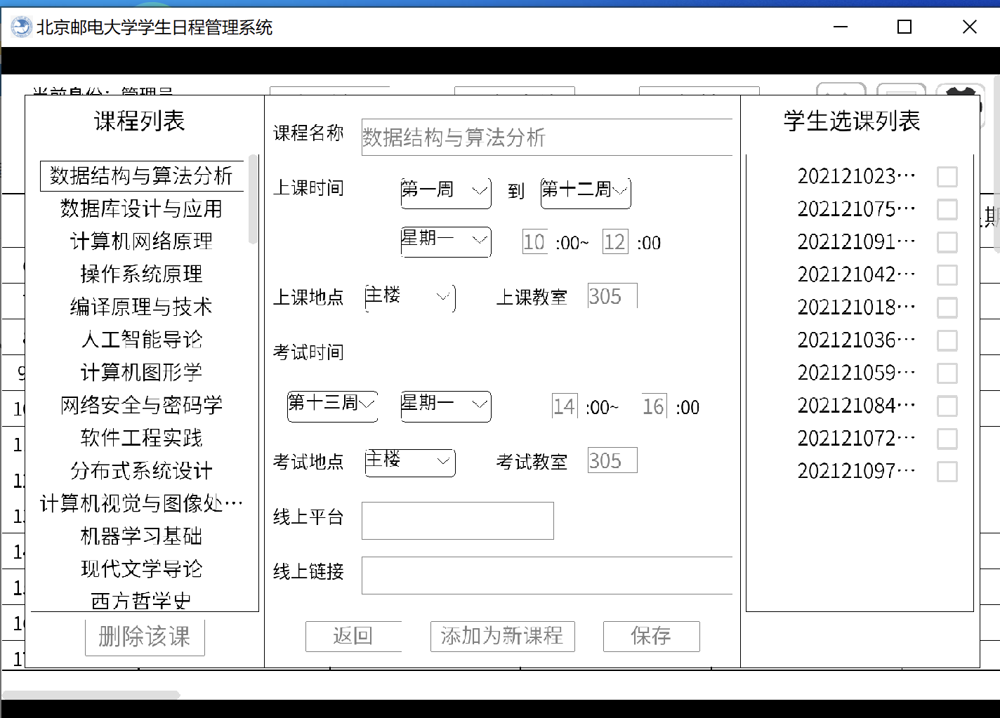 北京邮电大学学生日程管理系统
当前身份：管理员
课程列表
数据结构与算法分析
数据库设计与应用
计算机网络原理
操作系统原理
编译原理与技术
人工智能导论
计算机图形学
网络安全与密码学
软件工程实践
分布式系统设计
计算机视觉与图像处…
机器学习基础
现代文学导论
西方哲学史
删除该课
课程名称 数据结构与算法分析
上课时间 第一周 到 第十二周
星期一 10 :00~ 12 :00
上课地点 主楼 上课教室 305
考试时间
第十三周 星期一 14 :00~ 16 :00
考试地点 主楼 考试教室 305
线上平台
线上链接
返回 添加为新课程 保存
学生选课列表
202121023…
202121075…
202121091…
202121042…
202121018…
202121036…
202121059…
202121084…
202121072…
202121097…
期
9